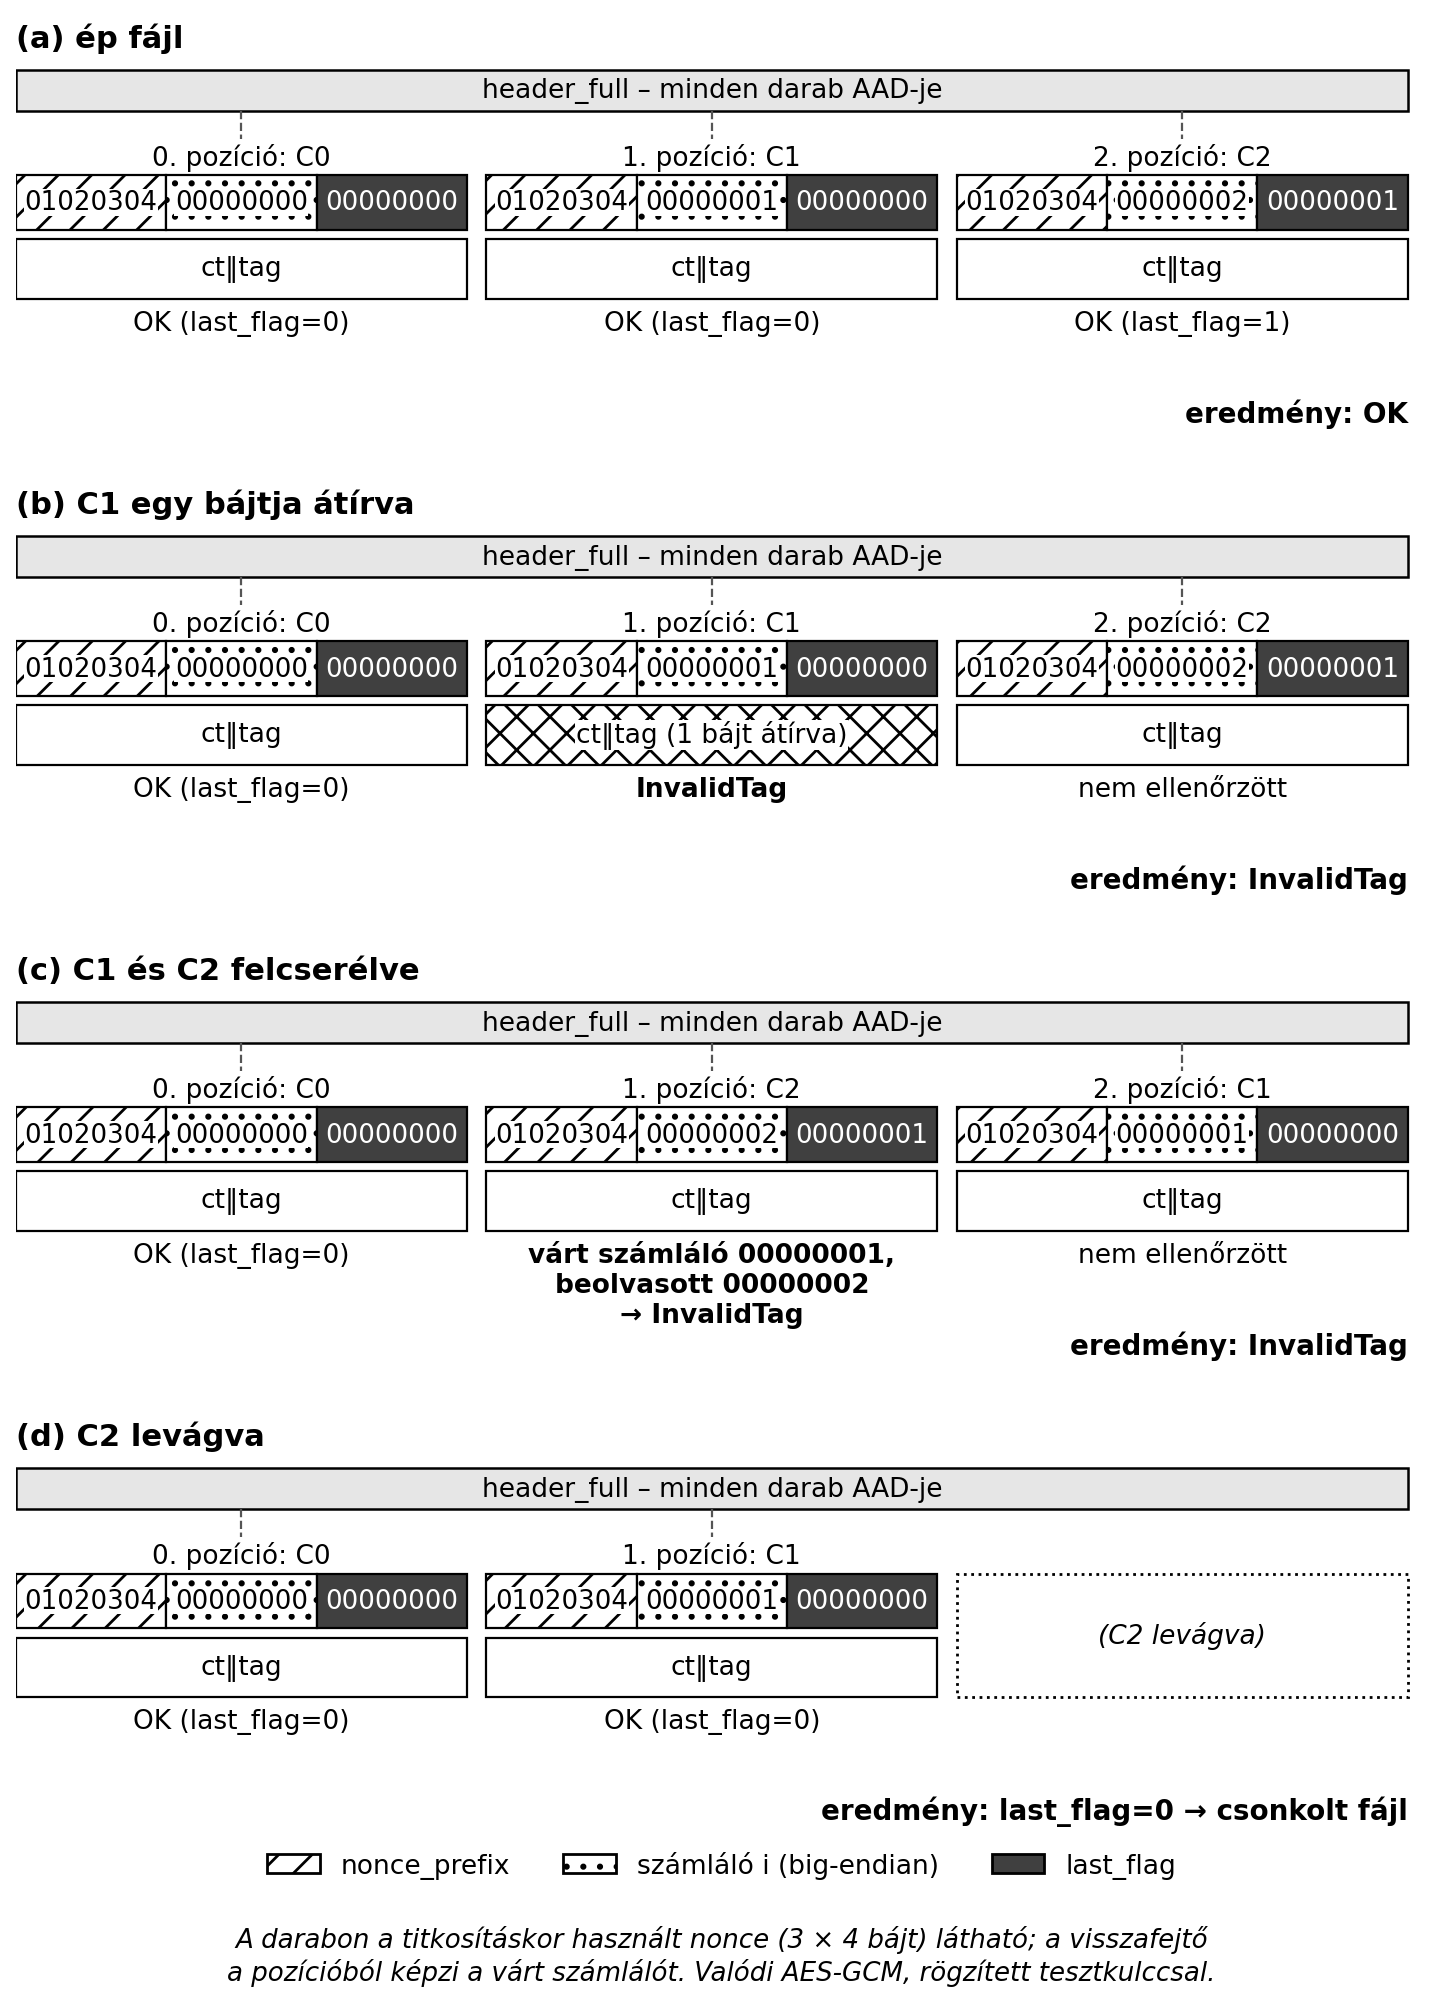 (a) ép fájl
header_full – minden darab AAD-je
0. pozíció: C0 1. pozíció: C1 2. pozíció: C2
01020304 00000000 00000000 01020304 00000001 00000000 01020304 00000002 00000001
ct‖tag ct‖tag ct‖tag
OK (last_flag=0) OK (last_flag=0) OK (last_flag=1)
eredmény: OK
(b) C1 egy bájtja átírva
header_full – minden darab AAD-je
0. pozíció: C0 1. pozíció: C1 2. pozíció: C2
01020304 00000000 00000000 01020304 00000001 00000000 01020304 00000002 00000001
ct‖tag ct‖tag (1 bájt átírva) ct‖tag
OK (last_flag=0) InvalidTag nem ellenőrzött
eredmény: InvalidTag
(c) C1 és C2 felcserélve
header_full – minden darab AAD-je
0. pozíció: C0 1. pozíció: C2 2. pozíció: C1
01020304 00000000 00000000 01020304 00000002 00000001 01020304 00000001 00000000
ct‖tag ct‖tag ct‖tag
OK (last_flag=0) várt számláló 00000001, nem ellenőrzött
beolvasott 00000002
→ InvalidTag
eredmény: InvalidTag
(d) C2 levágva
header_full – minden darab AAD-je
0. pozíció: C0 1. pozíció: C1
01020304 00000000 00000000 01020304 00000001 00000000
(C2 levágva)
ct‖tag ct‖tag
OK (last_flag=0) OK (last_flag=0)
eredmény: last_flag=0 → csonkolt fájl
nonce_prefix számláló i (big-endian) last_flag
A darabon a titkosításkor használt nonce (3 × 4 bájt) látható; a visszafejtő
a pozícióból képzi a várt számlálót. Valódi AES-GCM, rögzített tesztkulccsal.